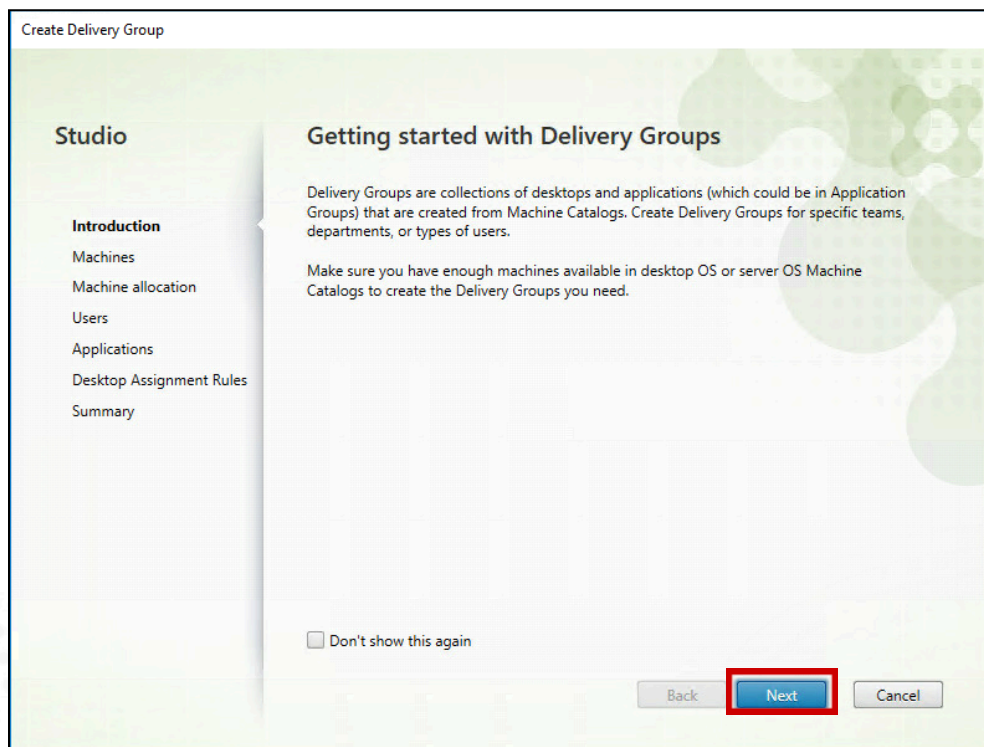 Create Delivery Group
Studio
Introduction
Machines
Machine allocation
Users
Applications
Desktop Assignment Rules
Summary
Getting started with Delivery Groups
Delivery Groups are collections of desktops and applications (which could be in Application
Groups) that are created from Machine Catalogs. Create Delivery Groups for specific teams,
departments, or types of users.
Make sure you have enough machines available in desktop OS or server OS Machine
Catalogs to create the Delivery Groups you need.
Don't show this again
Back
Next
Cancel